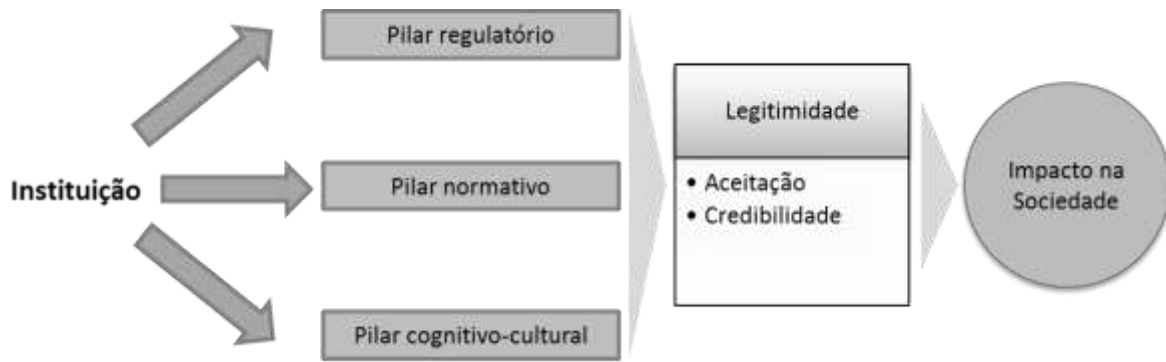 Instituição
Pilar regulatório
Pilar normativo
Pilar cognitivo-cultural
Legitimidade
• Aceitação
• Credibilidade
Impacto na
Sociedade